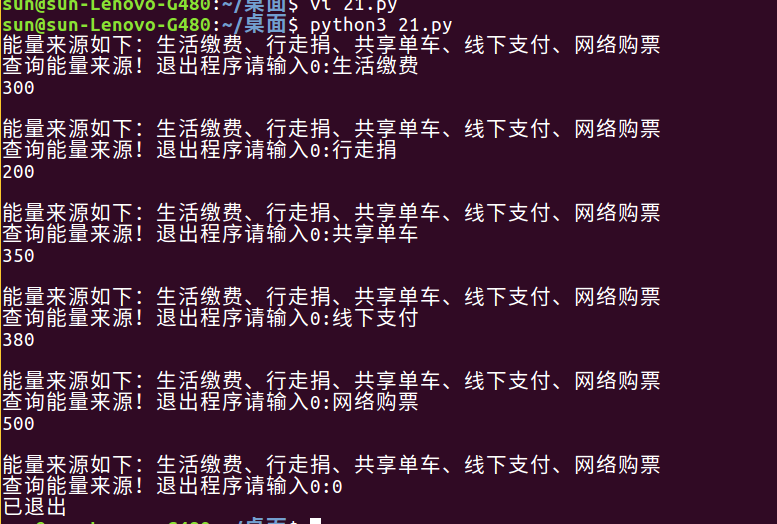 sun@sun-Lenovo-G480:~/桌面$ vi 21.py
sun@sun-Lenovo-G480:~/桌面$ python3 21.py
能量来源如下：生活缴费、行走捐、共享单车、线下支付、网络购票
查询能量来源！退出程序请输入0:生活缴费
300
能量来源如下：生活缴费、行走捐、共享单车、线下支付、网络购票
查询能量来源！退出程序请输入0:行走捐
200
能量来源如下：生活缴费、行走捐、共享单车、线下支付、网络购票
查询能量来源！退出程序请输入0:共享单车
350
能量来源如下：生活缴费、行走捐、共享单车、线下支付、网络购票
查询能量来源！退出程序请输入0:线下支付
380
能量来源如下：生活缴费、行走捐、共享单车、线下支付、网络购票
查询能量来源！退出程序请输入0:网络购票
500
能量来源如下：生活缴费、行走捐、共享单车、线下支付、网络购票
查询能量来源！退出程序请输入0:0
已退出
sun@sun-Lenovo-G480:~/桌面$